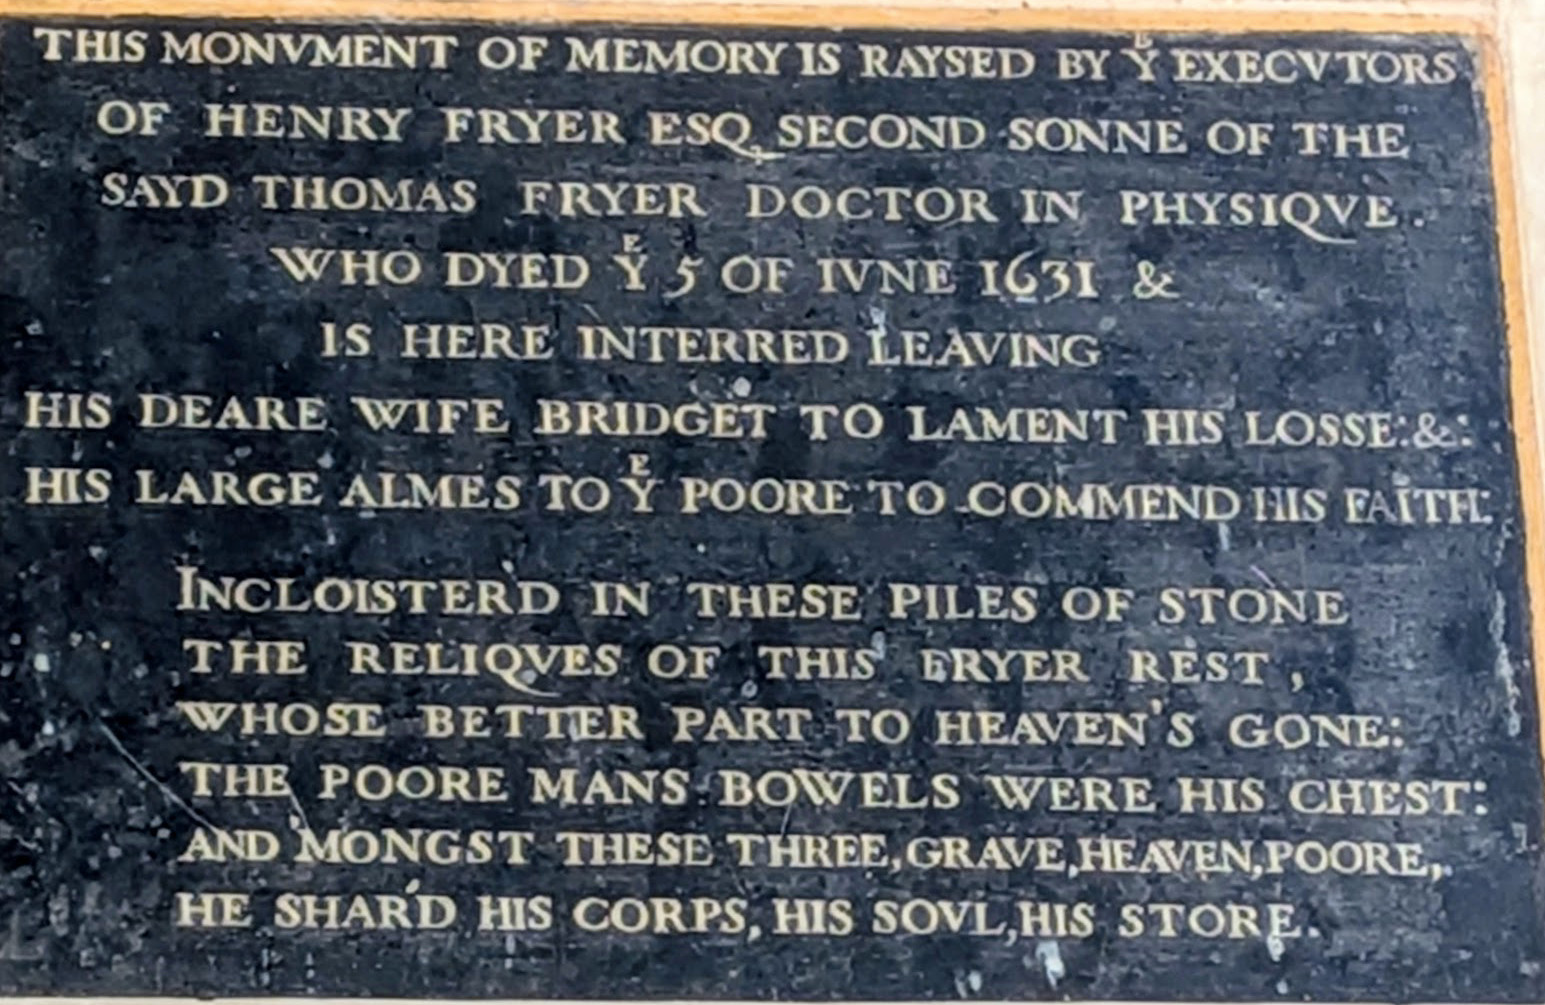 THIS MONVMENT OF MEMORY IS RAYSED BY Yᴱ EXECVTORS
OF HENRY FRYER ESQ. SECOND SONNE OF THE
SAYD THOMAS FRYER DOCTOR IN PHYSIQVE.
WHO DYED Yᴱ 5 OF IVNE 1631 &
IS HERE INTERRED LEAVING
HIS DEARE WIFE BRIDGET TO LAMENT HIS LOSSE:&:
HIS LARGE ALMES TO Yᴱ POORE TO COMMEND HIS FAITH:
INCLOISTERD IN THESE PILES OF STONE
THE RELIQVES OF THIS FRYER REST,
WHOSE BETTER PART TO HEAVEN'S GONE:
THE POORE MANS BOWELS WERE HIS CHEST:
AND 'MONGST THESE THREE, GRAVE, HEAVEN, POORE,
HE SHAR'D HIS CORPS, HIS SOVL, HIS STORE.